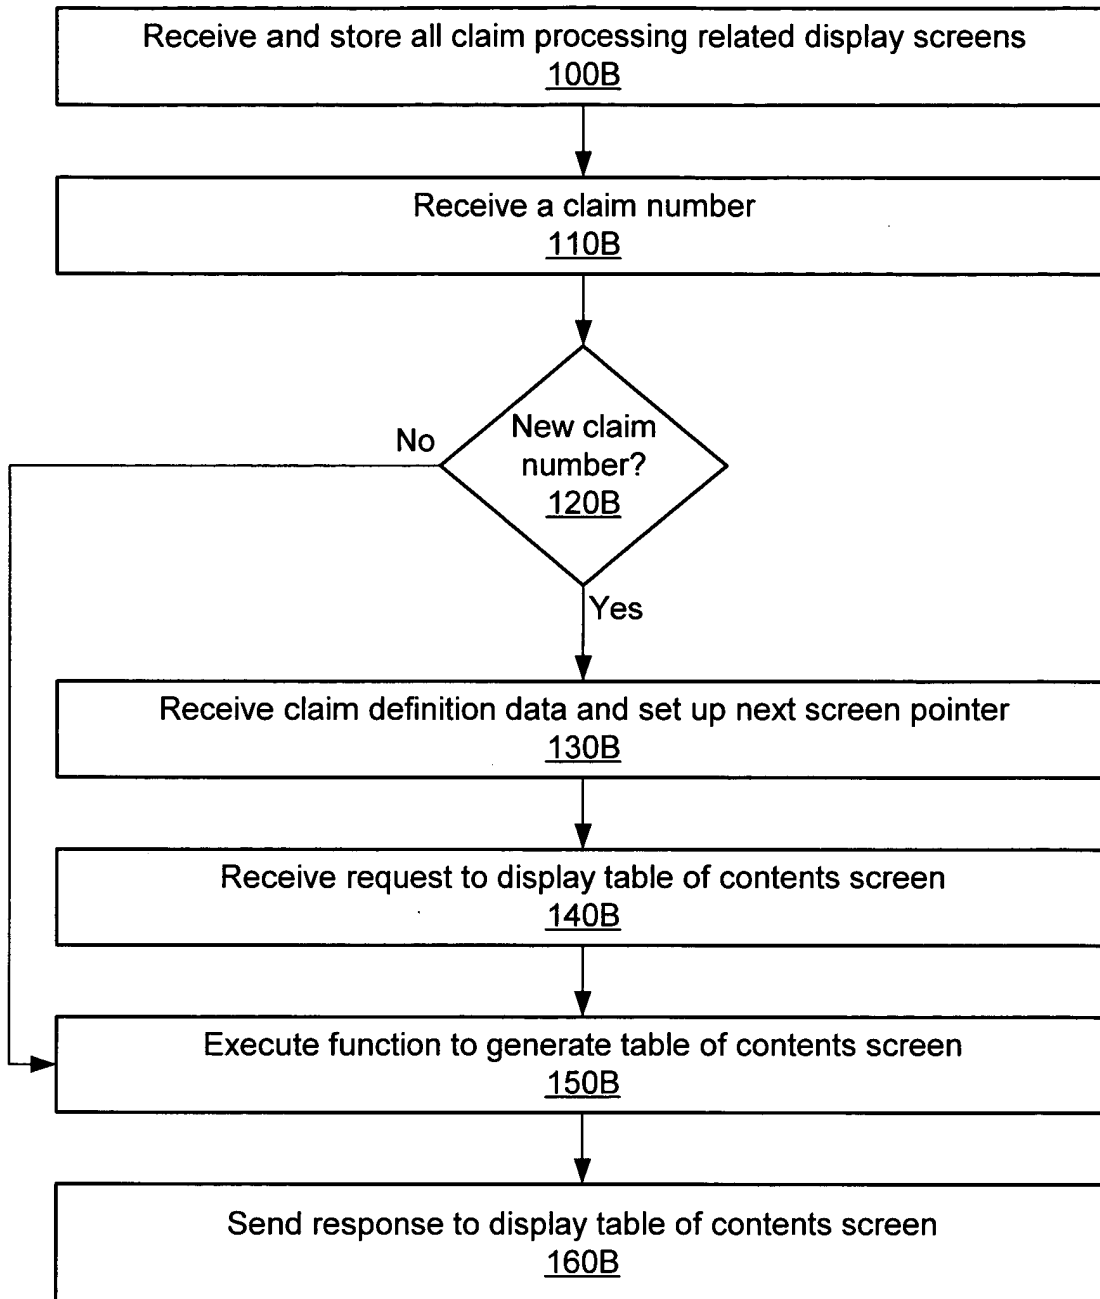 Receive and store all claim processing related display screens
100B
Receive a claim number
110B
New claim
number?
120B
No
Yes
Receive claim definition data and set up next screen pointer
130B
Receive request to display table of contents screen
140B
Execute function to generate table of contents screen
150B
Send response to display table of contents screen
160B